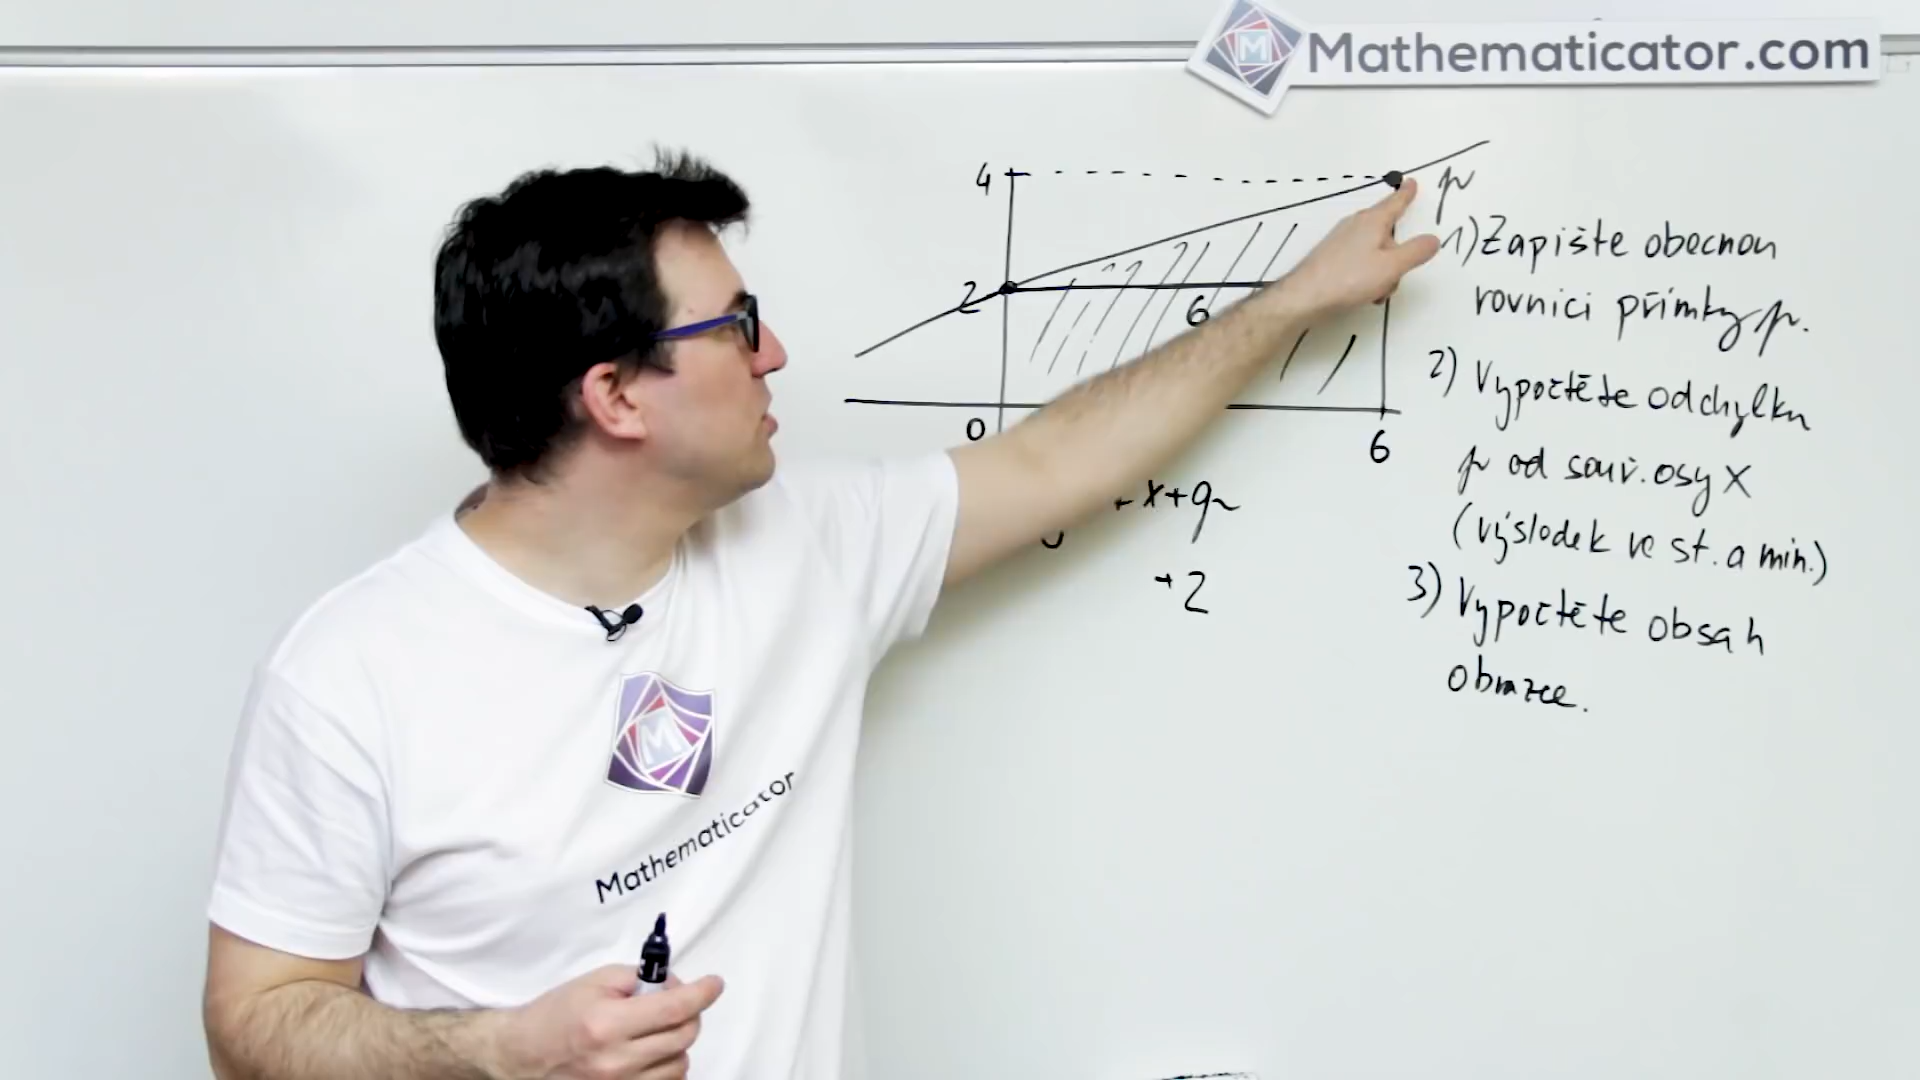 Mathematicator.com
4
p
2
6
0
6
1) Zapište obecnou
rovnici přímky p.
2) Vypočtěte odchylku
p od souř. osy X
(výsledek ve st. a min.)
3) Vypočtěte obsah
obrazce.
x+q
+2
M
Mathematicator